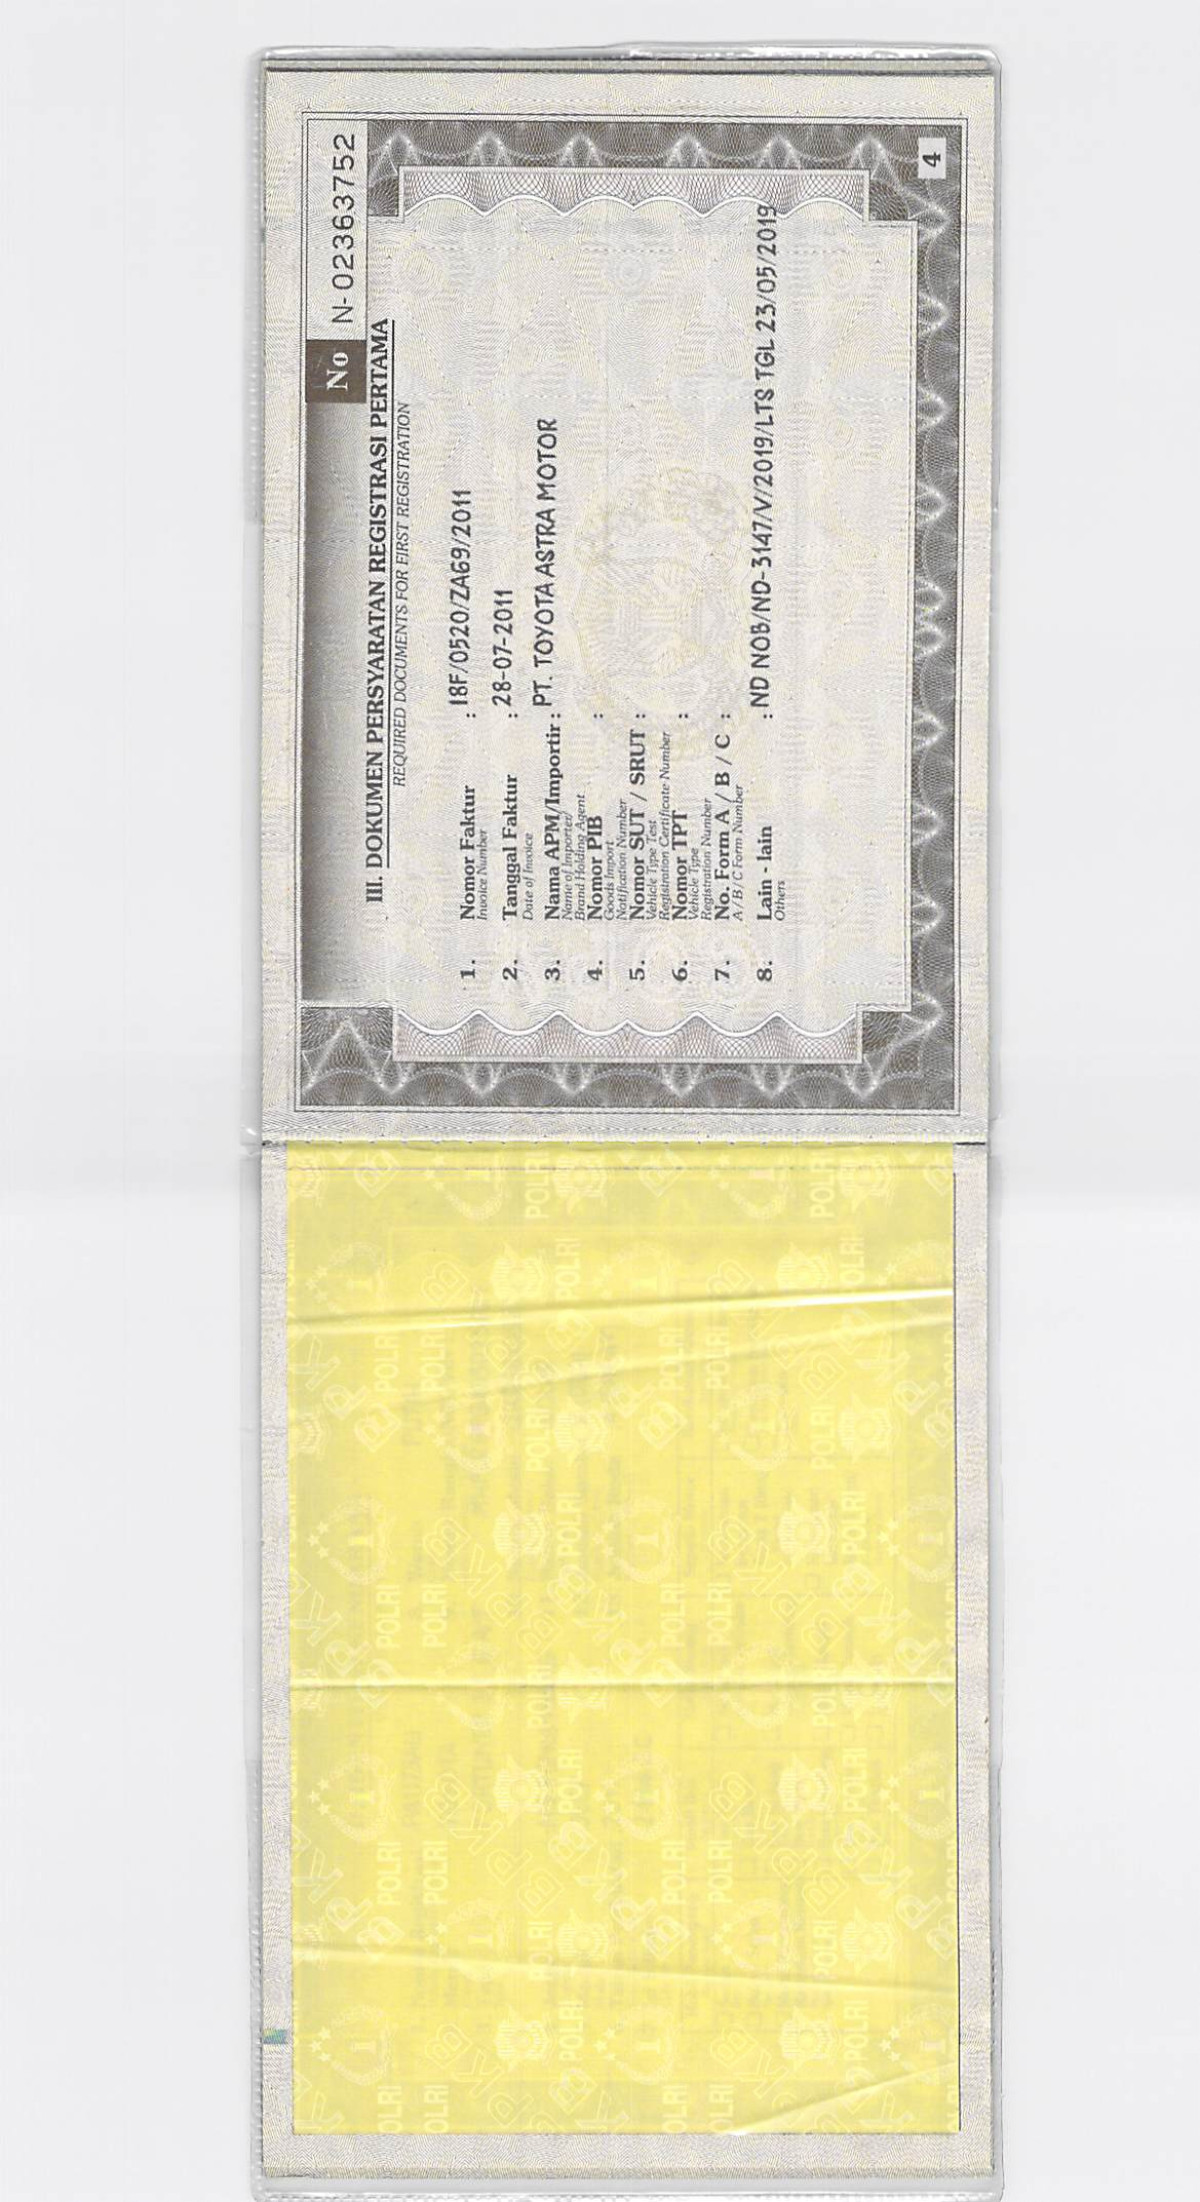 No N-02363752
III. DOKUMEN PERSYARATAN REGISTRASI PERTAMA
REQUIRED DOCUMENTS FOR FIRST REGISTRATION
1. Nomor Faktur : 18F/0520/ZA69/2011
Invoice Number
2. Tanggal Faktur : 28-07-2011
Date of Invoice
3. Nama APM/Importir : PT. TOYOTA ASTRA MOTOR
Name of Importer/
Brand Holding Agent
4. Nomor PIB :
Goods Import
Notification Number
5. Nomor SUT / SRUT :
Vehicle Type Test
Registration Certificate Number
6. Nomor TPT :
Vehicle Type
Registration Number
7. No. Form A / B / C :
A / B / C Form Number
8. Lain - lain : ND NOB/ND-3147/V/2019/LTS TGL 23/05/2019
Others
4
POLRI
BPKB